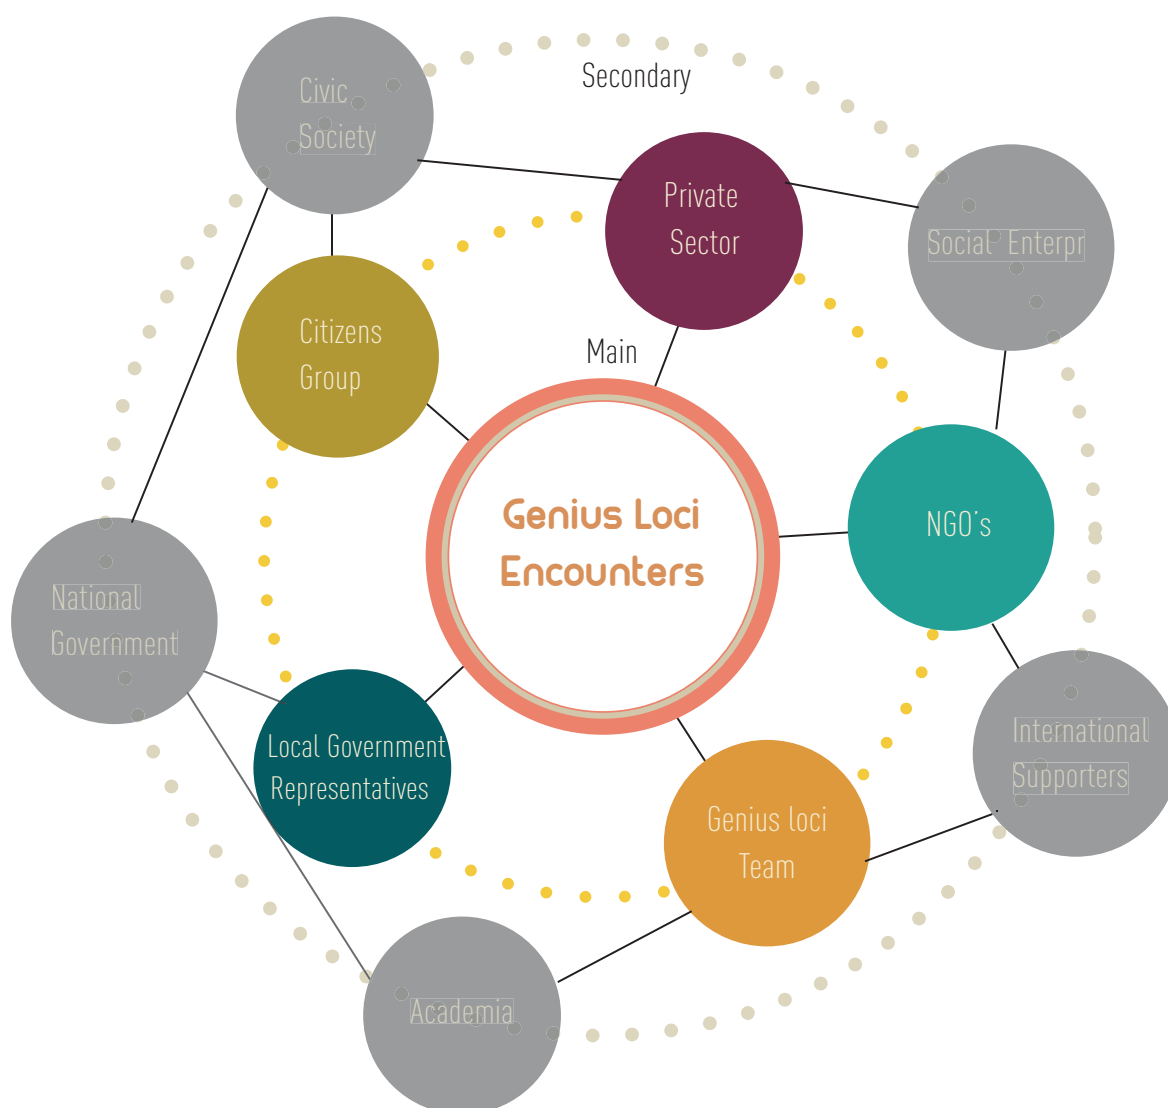 Secondary
Civic
Society
Private
Sector
Social Enterpr
Citizens
Group
Main
Genius Loci
Encounters
NGO's
National
Government
Local Government
Representatives
International
Supporters
Genius loci
Team
Academia